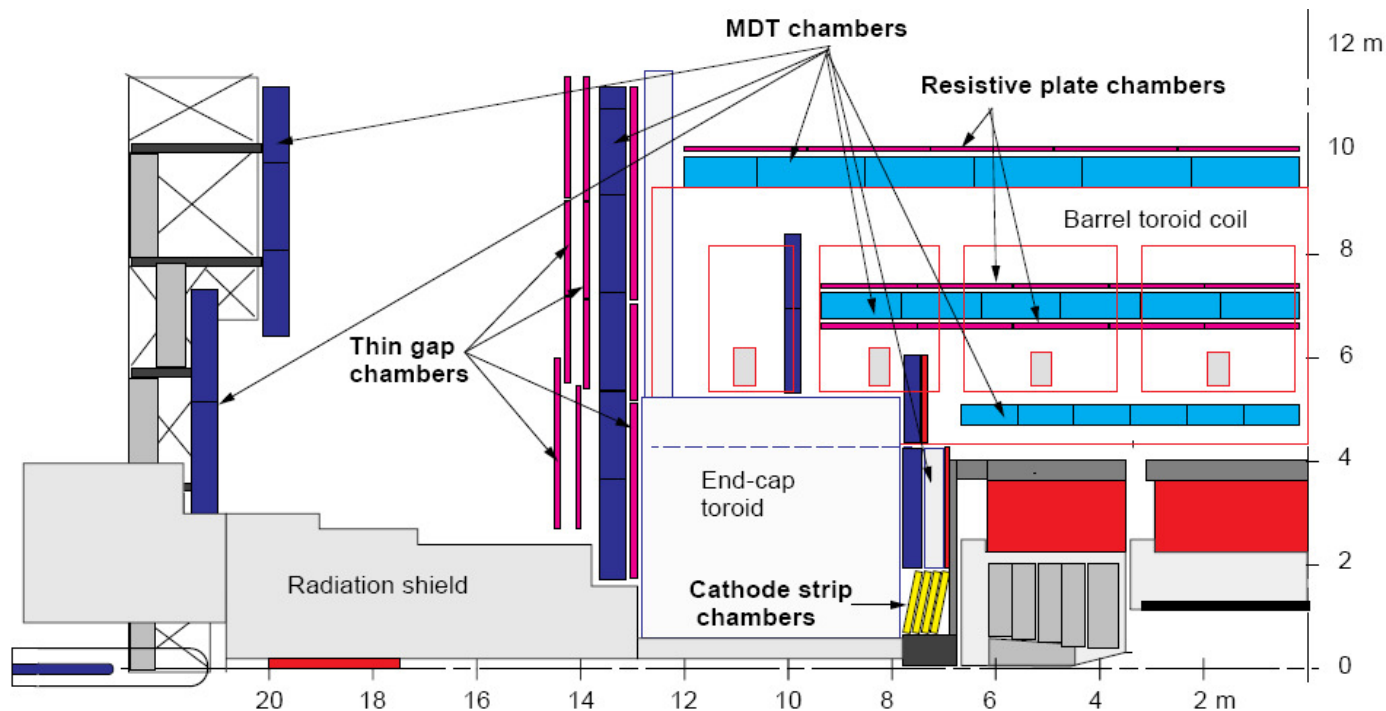 MDT chambers
12 m
Resistive plate chambers
10
Barrel toroid coil
8
Thin gap
chambers
6
4
End-cap
toroid
Radiation shield
Cathode strip
chambers
2
0
20
18
16
14
12
10
8
6
4
2 m